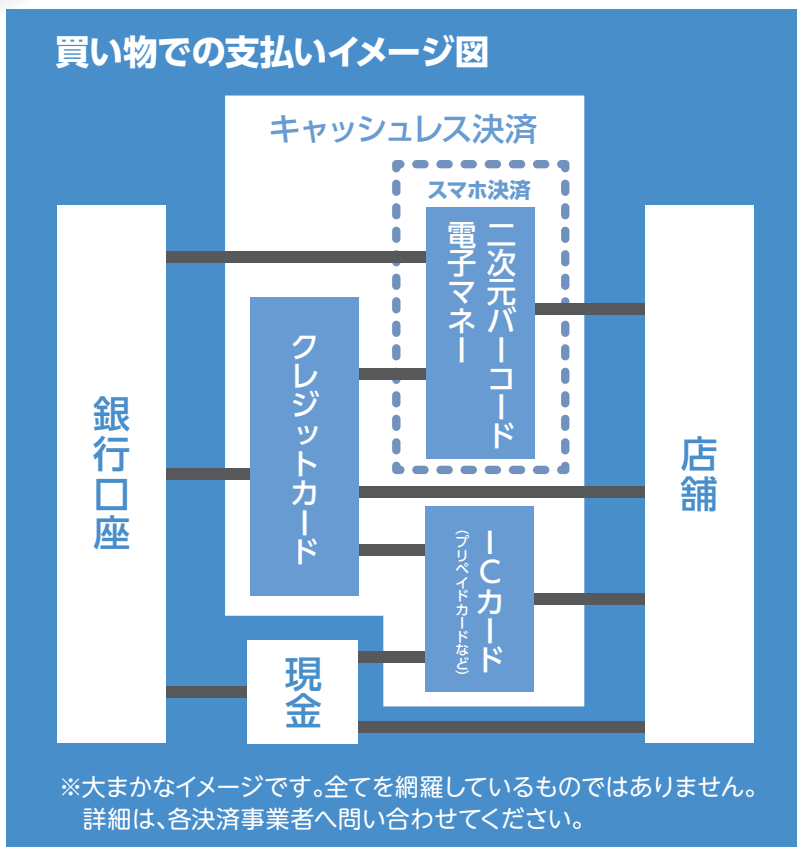 買い物での支払いイメージ図
キャッシュレス決済
スマホ決済
二次元バーコード
電子マネー
クレジットカード
銀行口座
店舗
ICカード
(プリペイドカードなど)
現金
※大まかなイメージです。全てを網羅しているものではありません。
詳細は、各決済事業者へ問い合わせてください。